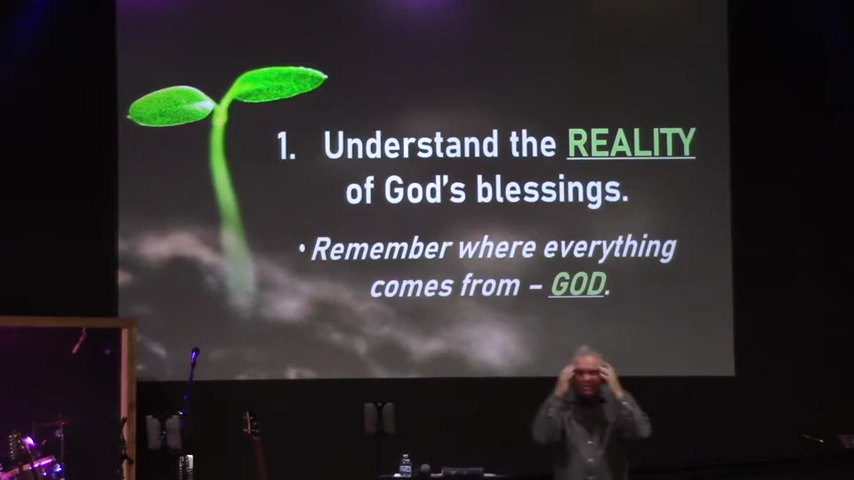 1. Understand the REALITY
of God's blessings.
• Remember where everything
comes from – GOD.